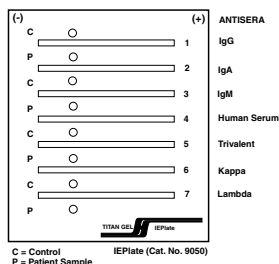 (-) (+) ANTISERA
C
1 IgG
P
2 IgA
C
3 IgM
P
4 Human Serum
C
5 Trivalent
P
6 Kappa
C
7 Lambda
P
TITAN GEL IEPlate
C = Control IEPlate (Cat. No. 9050)
P = Patient Sample